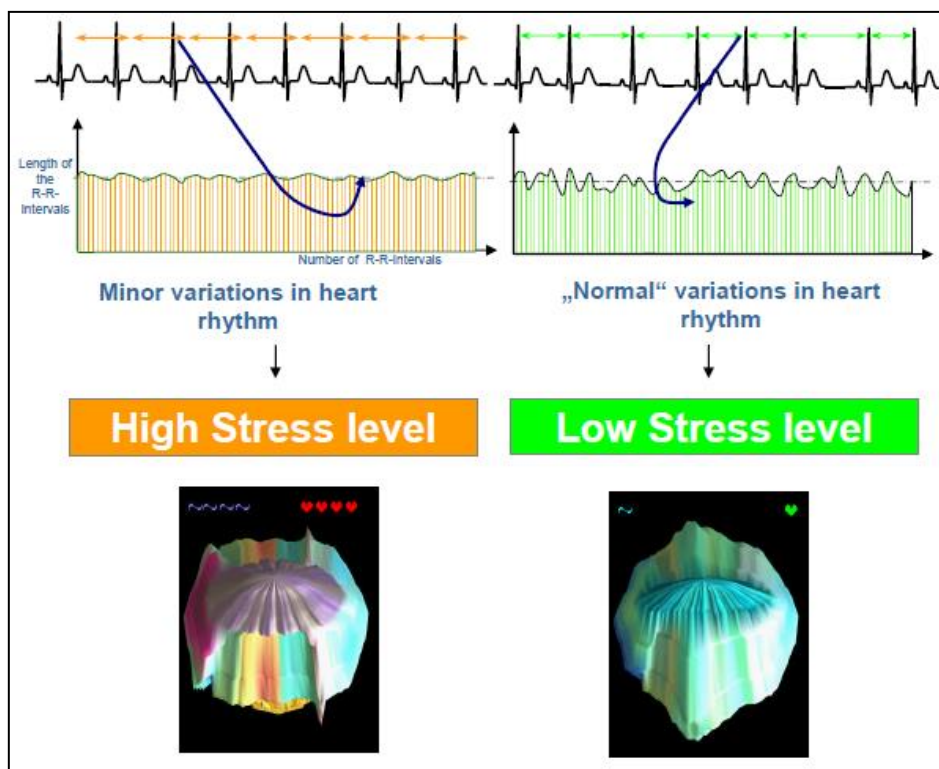 Length of
the
R-R-
Intervals
Number of R-R-Intervals
Minor variations in heart
rhythm
„Normal“ variations in heart
rhythm
High Stress level
Low Stress level